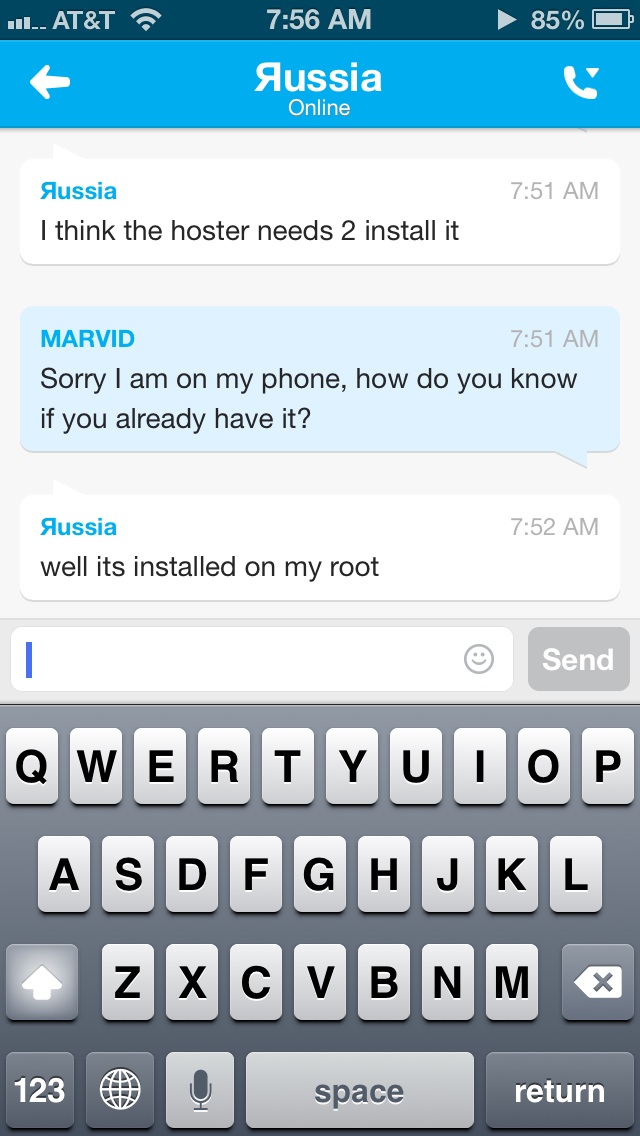 AT&T 7:56 AM 85%
Яussia
Online
Яussia 7:51 AM
I think the hoster needs 2 install it
MARVID 7:51 AM
Sorry I am on my phone, how do you know
if you already have it?
Яussia 7:52 AM
well its installed on my root
Send
Q W E R T Y U I O P
A S D F G H J K L
Z X C V B N M
123 space return